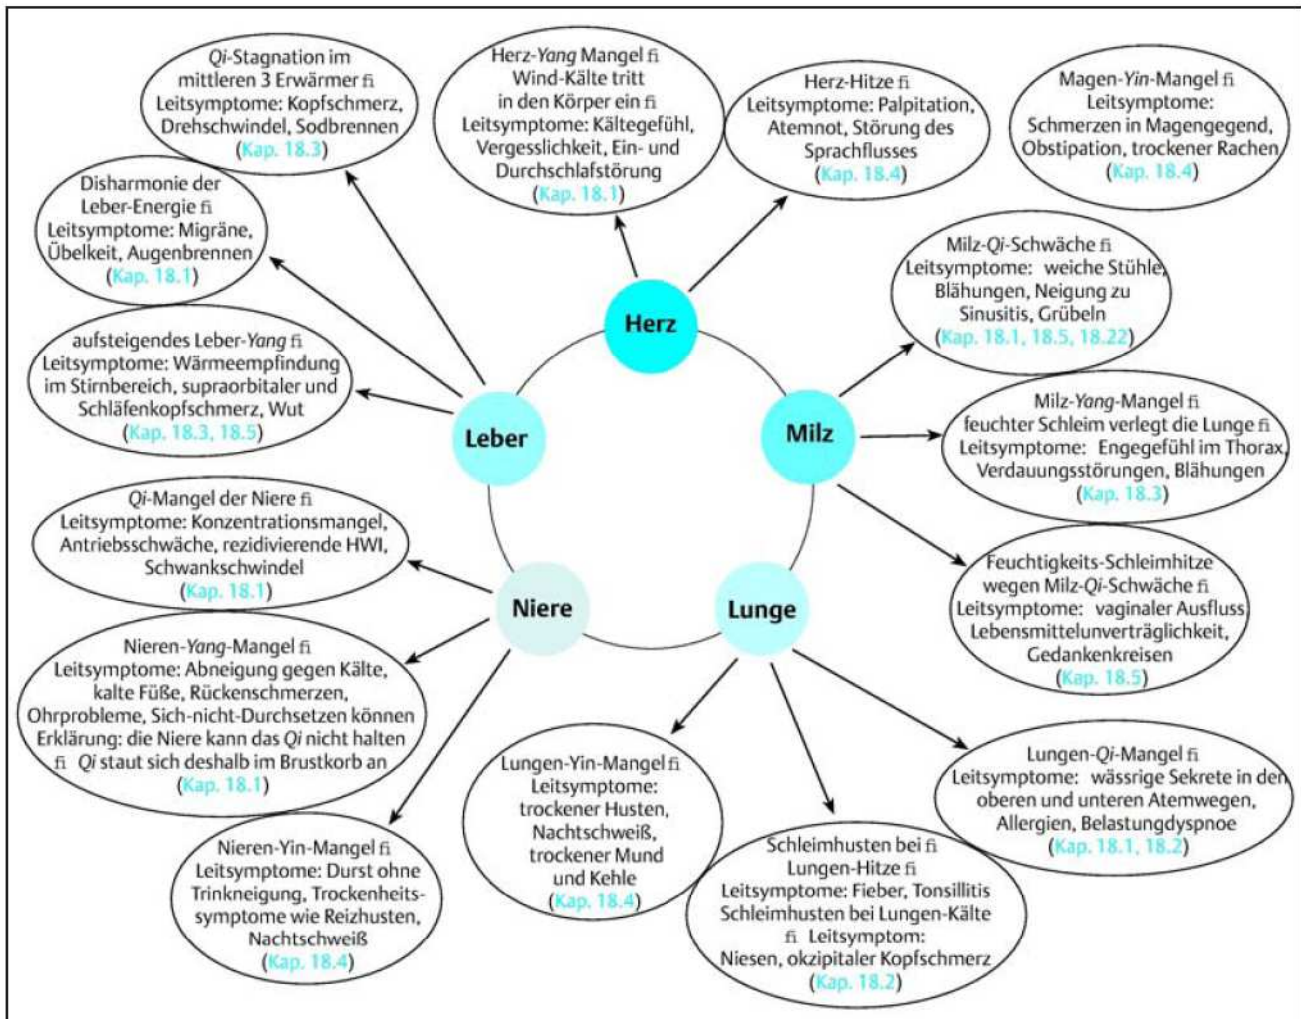 Qi-Stagnation im
mittleren 3 Erwärmer fi
Leitsymptome: Kopfschmerz,
Drehschwindel, Sodbrennen
(Kap. 18.3)
Herz-Yang Mangel fi
Wind-Kälte tritt
in den Körper ein fi
Leitsymptome: Kältegefühl,
Vergesslichkeit, Ein- und
Durchschlafstörung
(Kap. 18.1)
Herz-Hitze fi
Leitsymptome: Palpitation,
Atemnot, Störung des
Sprachflusses
(Kap. 18.4)
Magen-Yin-Mangel fi
Leitsymptome:
Schmerzen in Magengegend,
Obstipation, trockener Rachen
(Kap. 18.4)
Disharmonie der
Leber-Energie fi
Leitsymptome: Migräne,
Übelkeit, Augenbrennen
(Kap. 18.1)
Milz-Qi-Schwäche fi
Leitsymptome: weiche Stühle,
Blähungen, Neigung zu
Sinusitis, Grübeln
(Kap. 18.1, 18.5, 18.22)
Herz
aufsteigendes Leber-Yang fi
Leitsymptome: Wärmeempfindung
im Stirnbereich, supraorbitaler und
Schläfenkopfschmerz, Wut
(Kap. 18.3, 18.5)
Leber
Milz
Milz-Yang-Mangel fi
feuchter Schleim verlegt die Lunge fi
Leitsymptome: Engegefühl im Thorax,
Verdauungsstörungen, Blähungen
(Kap. 18.3)
Qi-Mangel der Niere fi
Leitsymptome: Konzentrationsmangel,
Antriebsschwäche, rezidivierende HWI,
Schwankschwindel
(Kap. 18.1)
Niere
Lunge
Feuchtigkeits-Schleimhitze
wegen Milz-Qi-Schwäche fi
Leitsymptome: vaginaler Ausfluss
Lebensmittelunverträglichkeit,
Gedankenkreisen
(Kap. 18.5)
Nieren-Yang-Mangel fi
Leitsymptome: Abneigung gegen Kälte,
kalte Füße, Rückenschmerzen,
Ohrprobleme, Sich-nicht-Durchsetzen können
Erklärung: die Niere kann das Qi nicht halten
fi Qi staut sich deshalb im Brustkorb an
(Kap. 18.1)
Lungen-Yin-Mangel fi
Leitsymptome:
trockener Husten,
Nachtschweiß,
trockener Mund
und Kehle
(Kap. 18.4)
Lungen-Qi-Mangel fi
Leitsymptome: wässrige Sekrete in den
oberen und unteren Atemwegen,
Allergien, Belastungdyspnoe
(Kap. 18.1, 18.2)
Nieren-Yin-Mangel fi
Leitsymptome: Durst ohne
Trinkneigung, Trockenheits-
symptome wie Reizhusten,
Nachtschweiß
(Kap. 18.4)
Schleimhusten bei fi
Lungen-Hitze fi
Leitsymptome: Fieber, Tonsillitis
Schleimhusten bei Lungen-Kälte
fi Leitsymptom:
Niesen, okzipitaler Kopfschmerz
(Kap. 18.2)